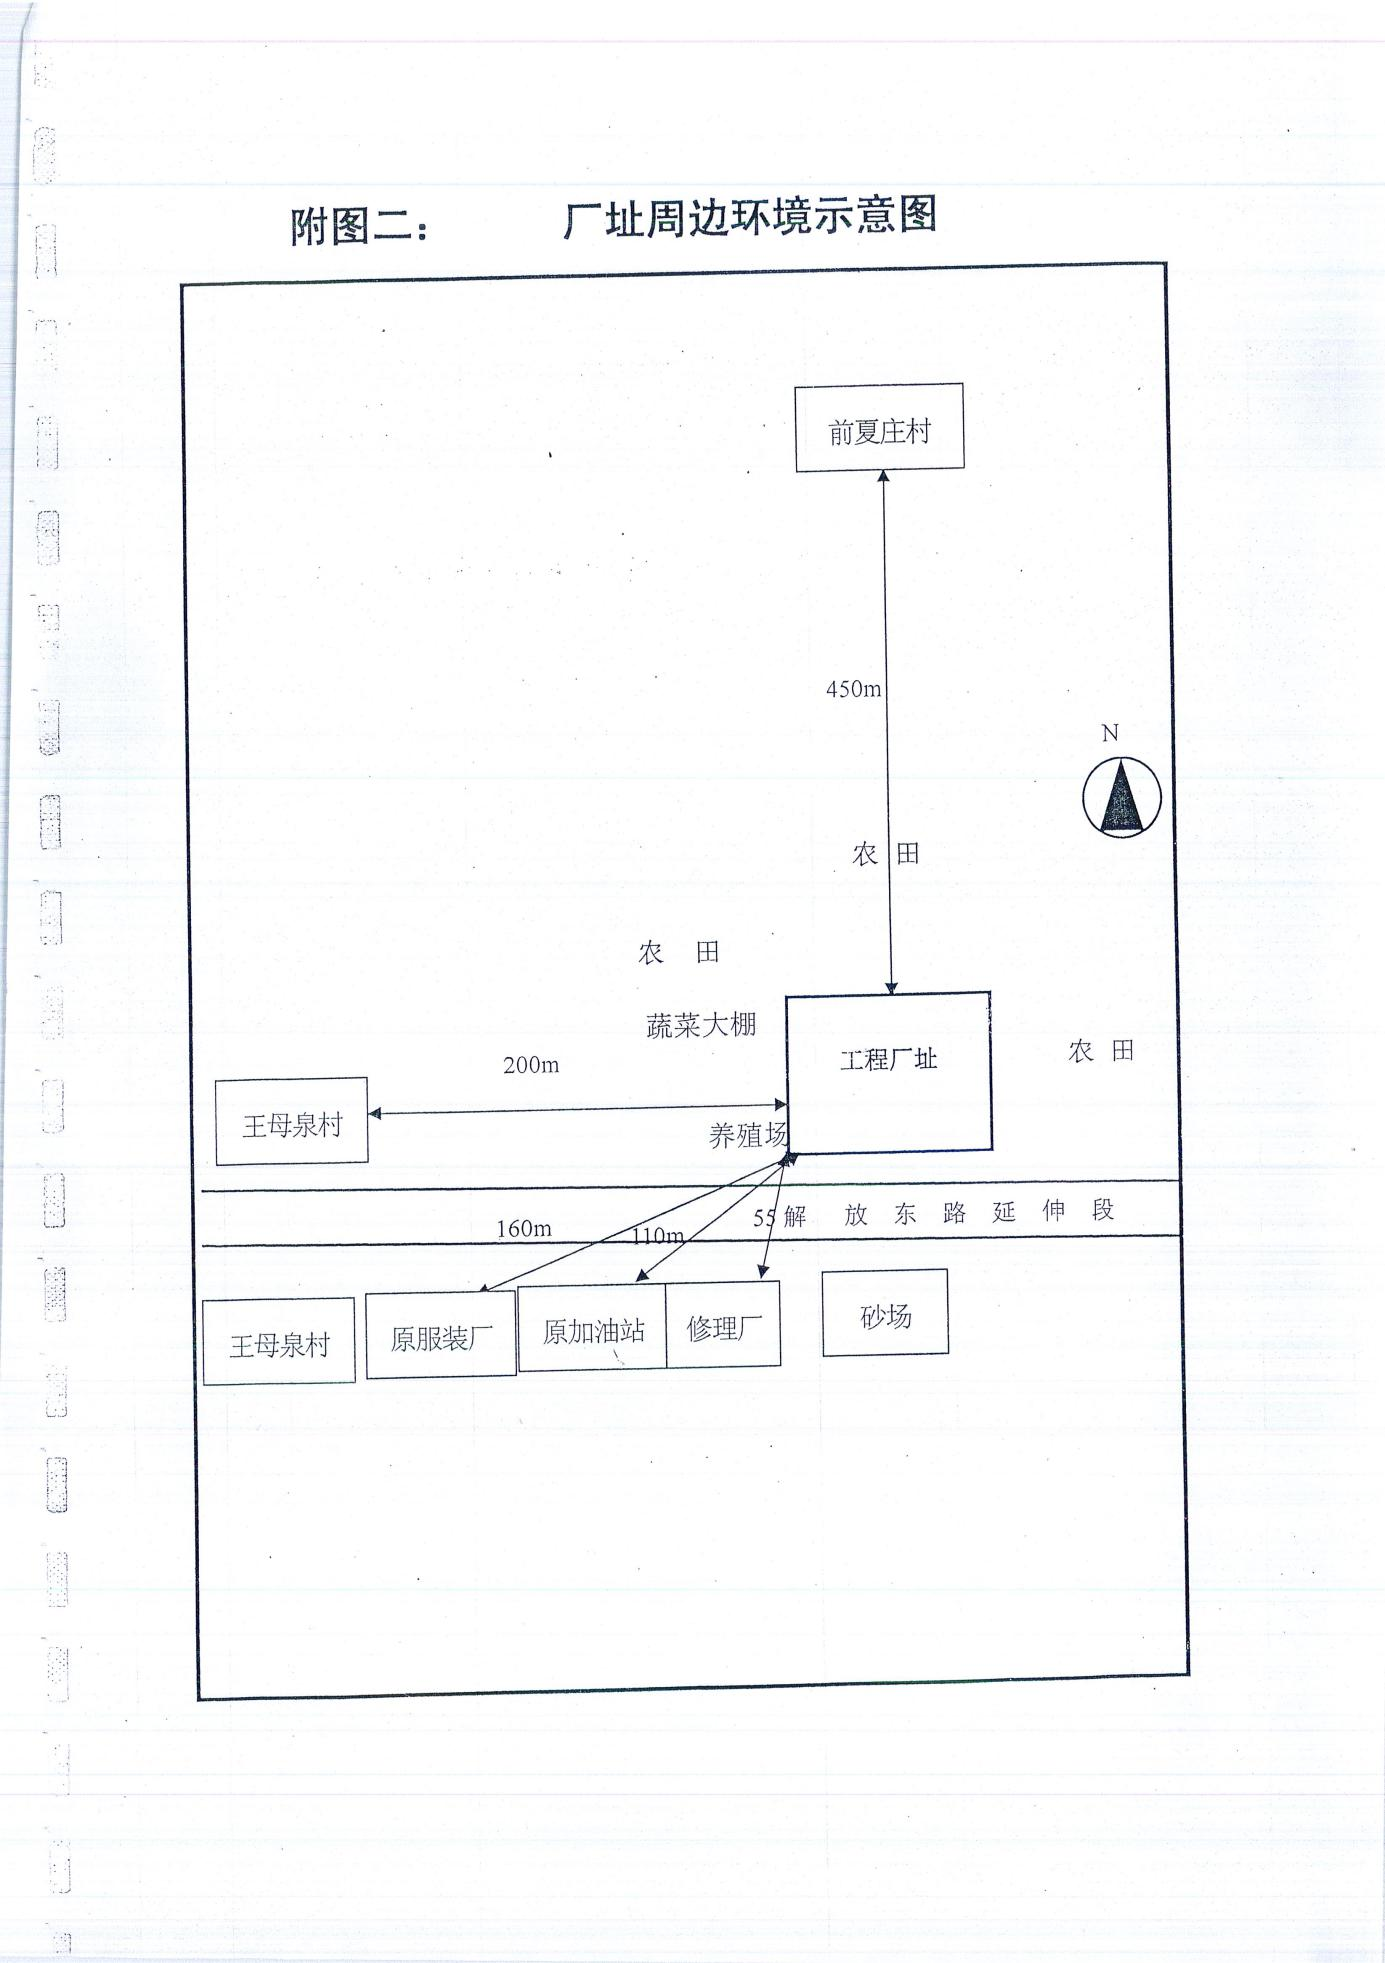 附图二： 厂址周边环境示意图
前夏庄村
450m
N
农 田
农 田
蔬菜大棚
工程厂址
农 田
200m
王母泉村
养殖场
160m
110m
55
解 放 东 路 延 伸 段
王母泉村
原服装厂
原加油站
修理厂
砂场